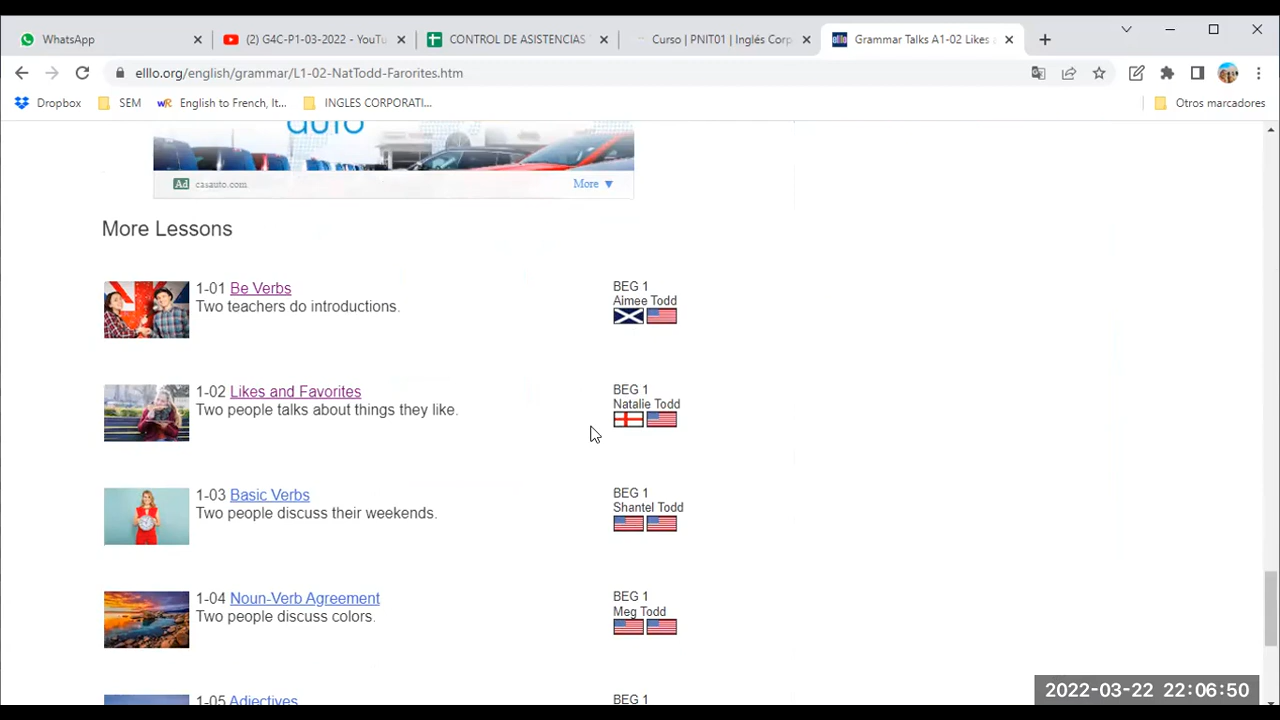 WhatsApp
(2) G4C-P1-03-2022 - YouTu
CONTROL DE ASISTENCIAS
Curso | PNIT01 | Inglés Corp
elllo
Grammar Talks A1-02 Likes a
elllo.org/english/grammar/L1-02-NatTodd-Farorites.htm
Dropbox
SEM
English to French, It...
INGLES CORPORATI...
Otros marcadores
auto
Ad
casauto.com
More ▼
More Lessons
1-01 Be Verbs
Two teachers do introductions.
BEG 1
Aimee Todd
1-02 Likes and Favorites
Two people talks about things they like.
BEG 1
Natalie Todd
1-03 Basic Verbs
Two people discuss their weekends.
BEG 1
Shantel Todd
1-04 Noun-Verb Agreement
Two people discuss colors.
BEG 1
Meg Todd
1-05 Adjectives
BEG 1
2022-03-22 22:06:50